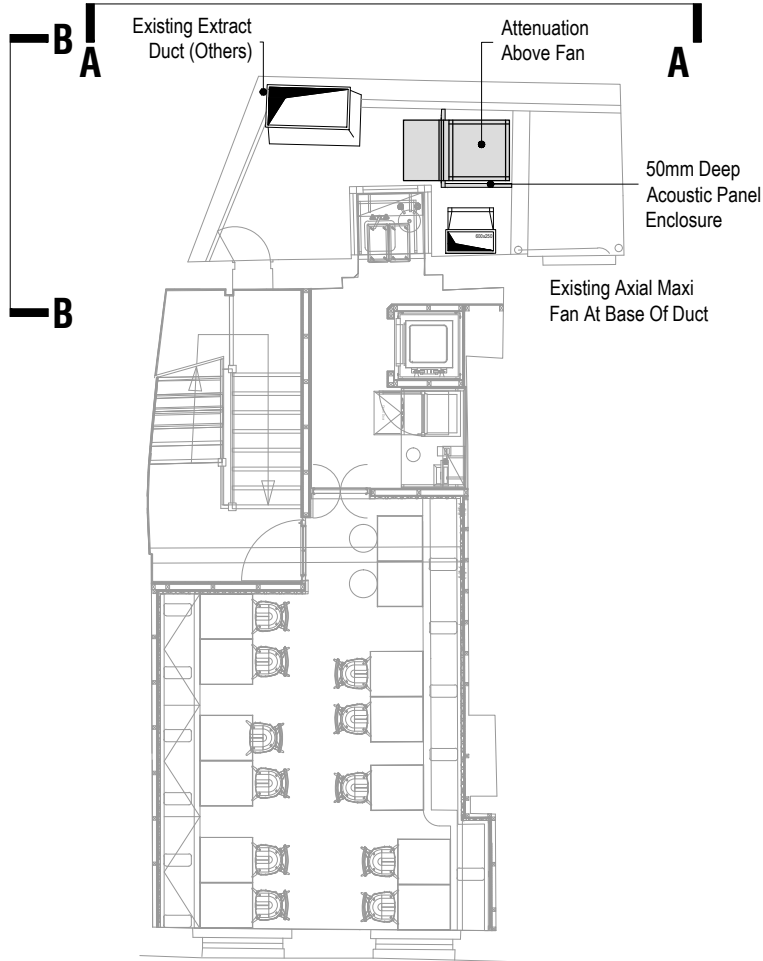 B
A
Existing Extract
Duct (Others)
Attenuation
Above Fan
A
50mm Deep
Acoustic Panel
Enclosure
Existing Axial Maxi
Fan At Base Of Duct
B